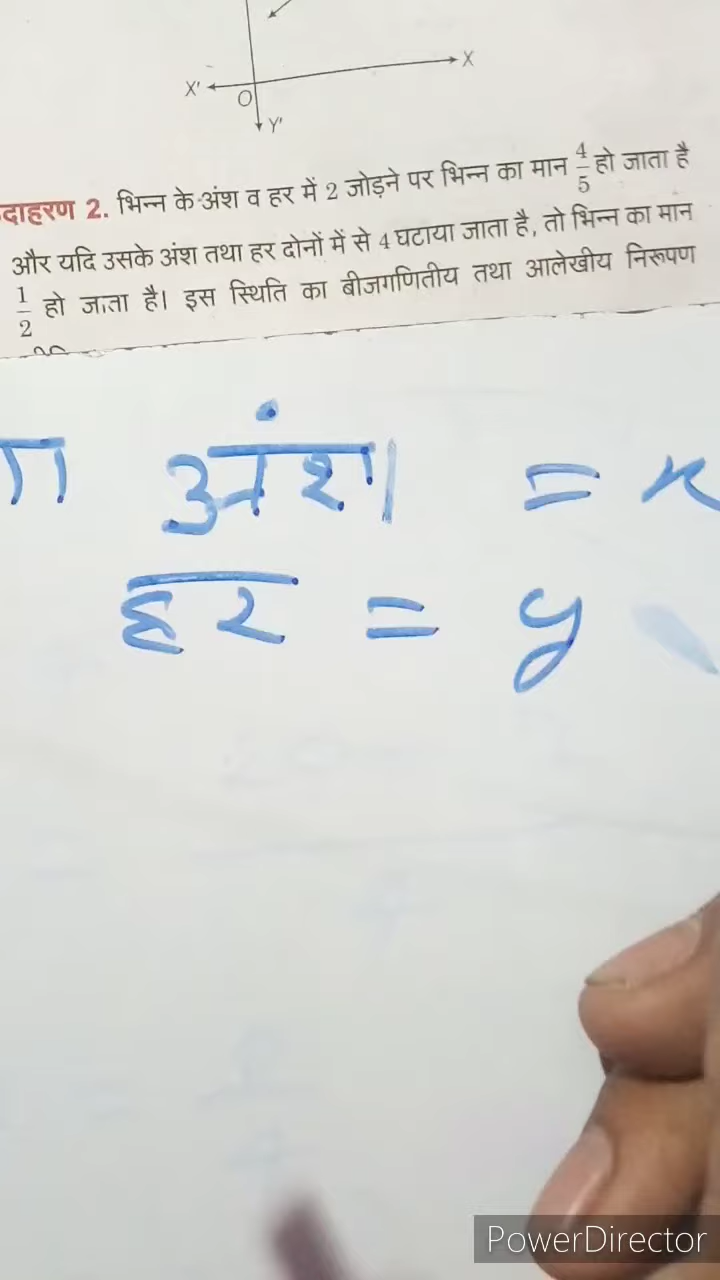 X' O X
Y'
दाहरण 2. भिन्न के अंश व हर में 2 जोड़ने पर भिन्न का मान 4/5 हो जाता है
और यदि उसके अंश तथा हर दोनों में से 4 घटाया जाता है, तो भिन्न का मान
1/2 हो जाता है। इस स्थिति का बीजगणितीय तथा आलेखीय निरूपण
अंश = x
हर = y
PowerDirector